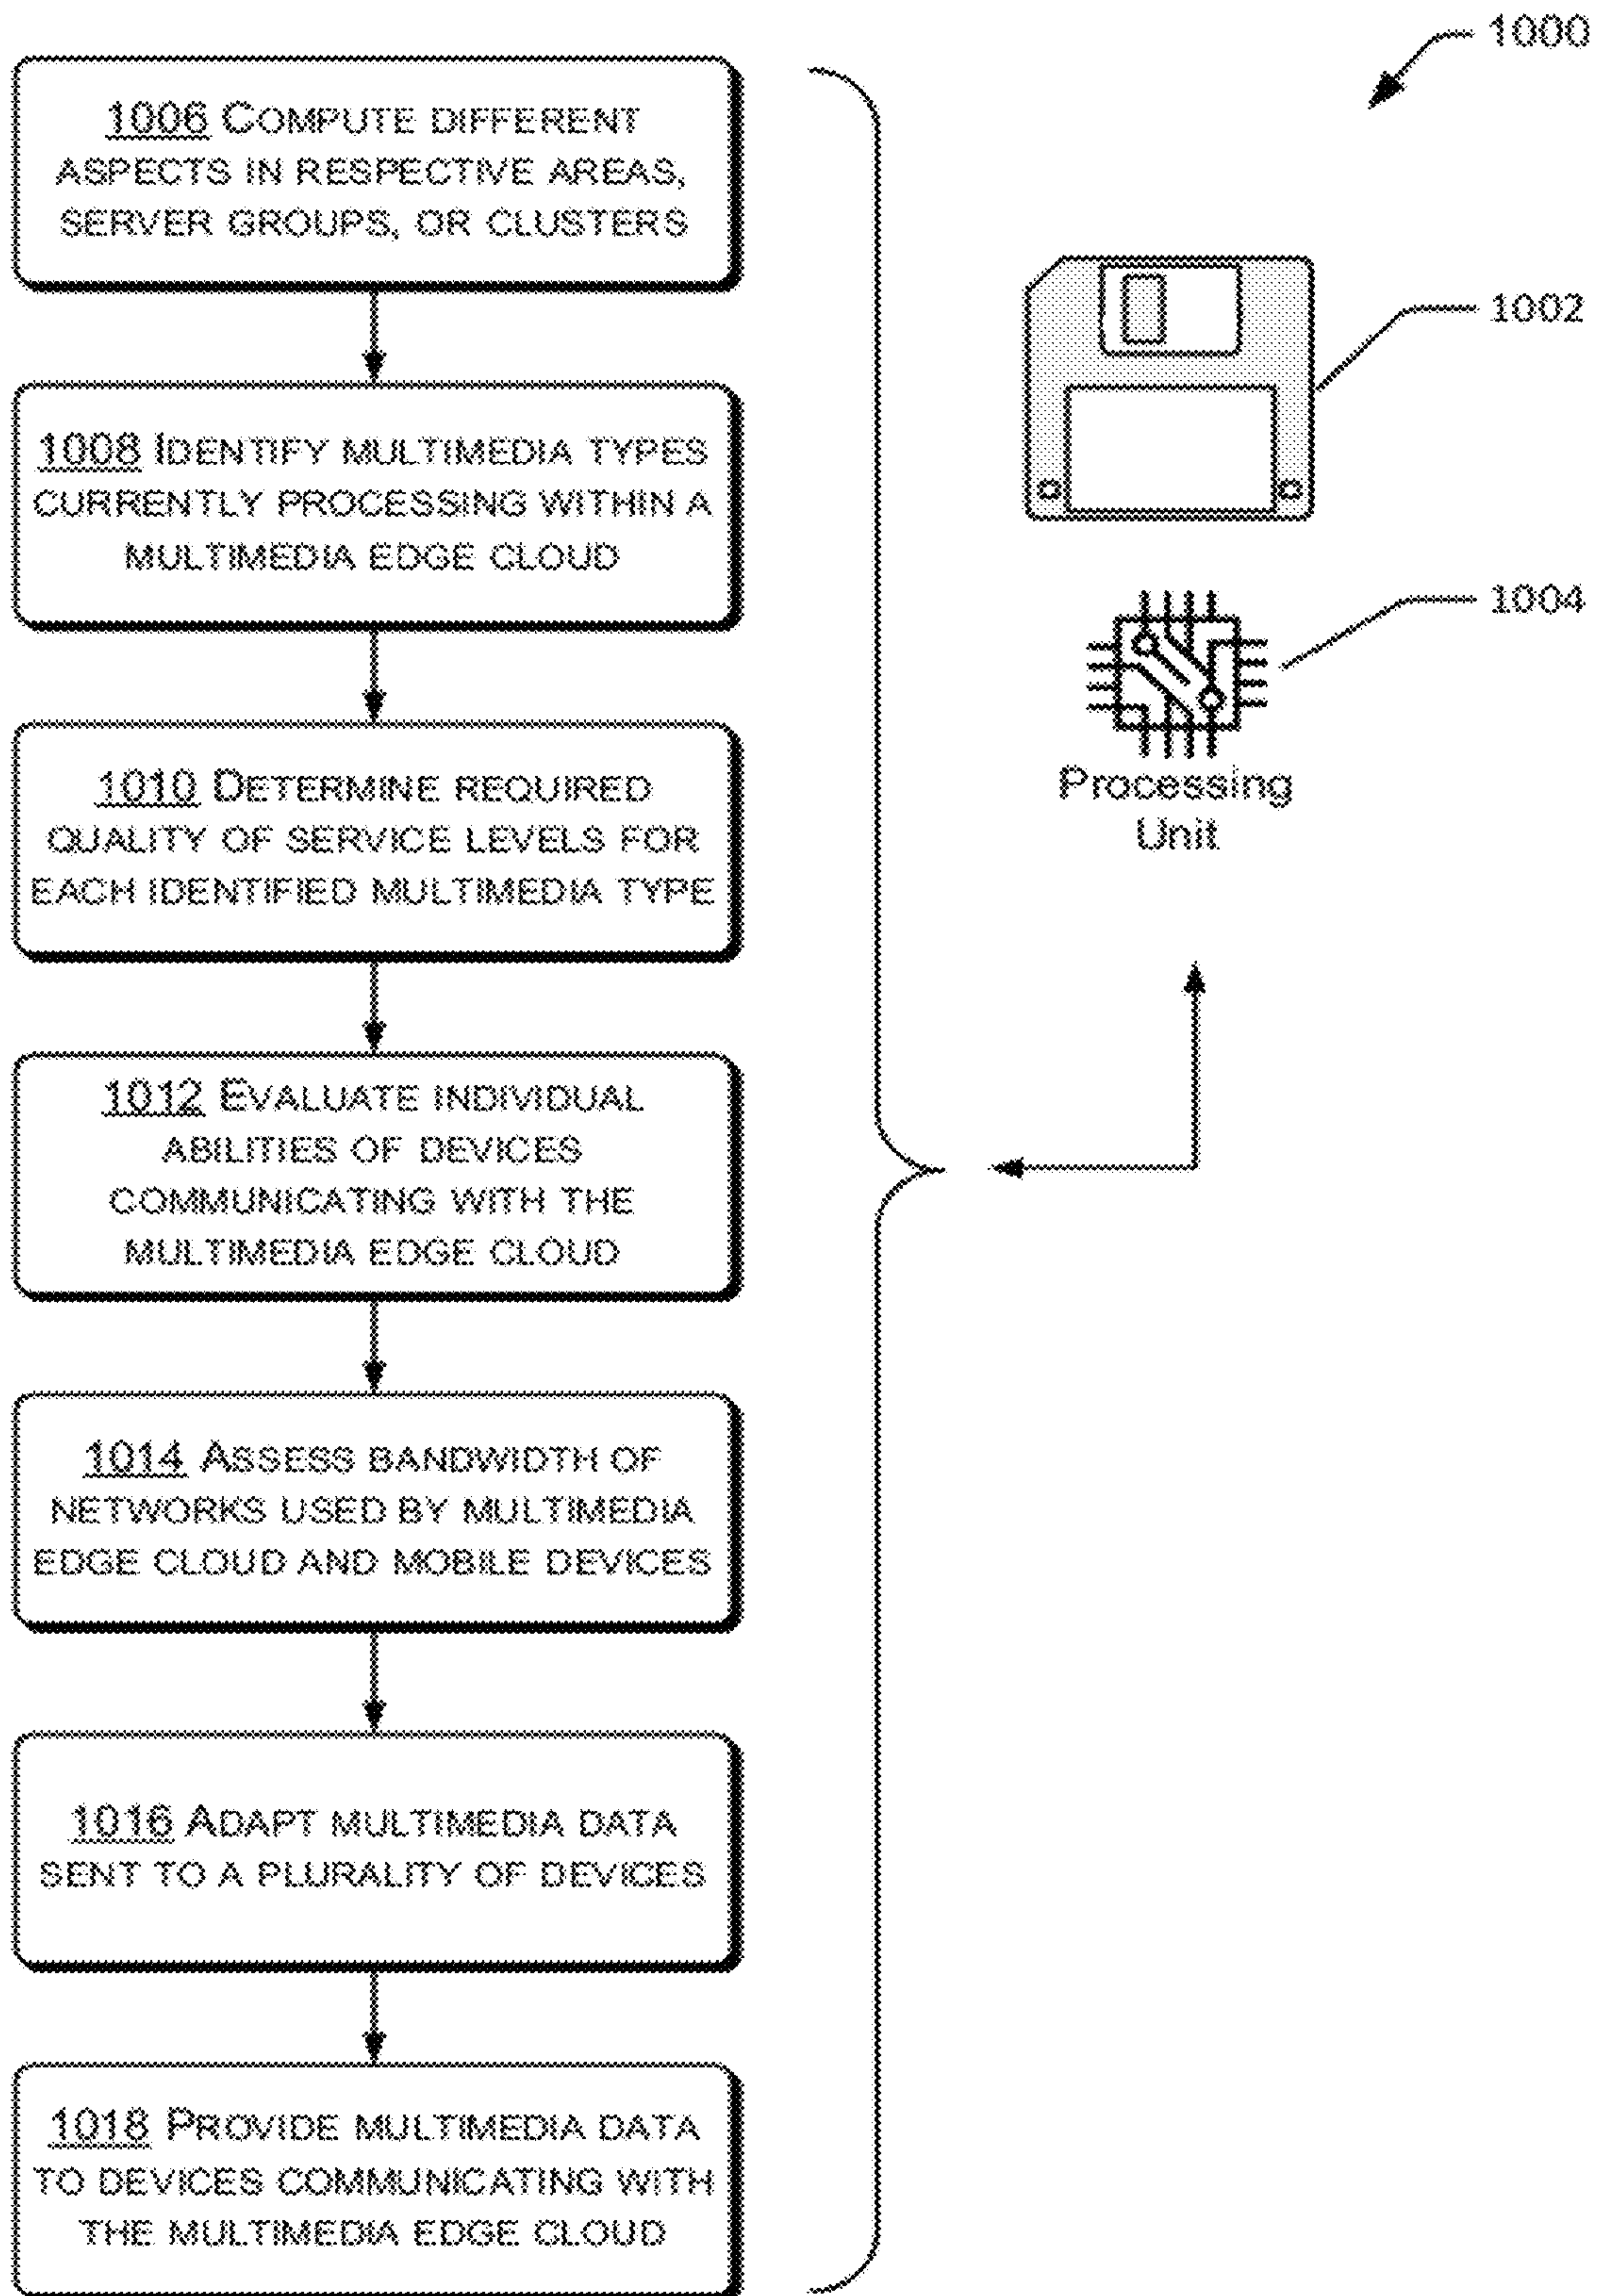 1000
1006 COMPUTE DIFFERENT
ASPECTS IN RESPECTIVE AREAS,
SERVER GROUPS, OR CLUSTERS
1002
1008 IDENTIFY MULTIMEDIA TYPES
CURRENTLY PROCESSING WITHIN A
MULTIMEDIA EDGE CLOUD
1004
Processing
Unit
1010 DETERMINE REQUIRED
QUALITY OF SERVICE LEVELS FOR
EACH IDENTIFIED MULTIMEDIA TYPE
1012 EVALUATE INDIVIDUAL
ABILITIES OF DEVICES
COMMUNICATING WITH THE
MULTIMEDIA EDGE CLOUD
1014 ASSESS BANDWIDTH OF
NETWORKS USED BY MULTIMEDIA
EDGE CLOUD AND MOBILE DEVICES
1016 ADAPT MULTIMEDIA DATA
SENT TO A PLURALITY OF DEVICES
1018 PROVIDE MULTIMEDIA DATA
TO DEVICES COMMUNICATING WITH
THE MULTIMEDIA EDGE CLOUD